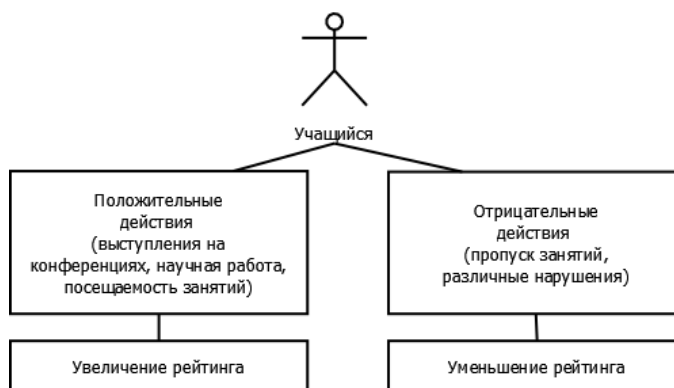 Учащийся
Положительные
действия
(выступления на
конференциях, научная работа,
посещаемость занятий)
Отрицательные
действия
(пропуск занятий,
различные нарушения)
Увеличение рейтинга
Уменьшение рейтинга